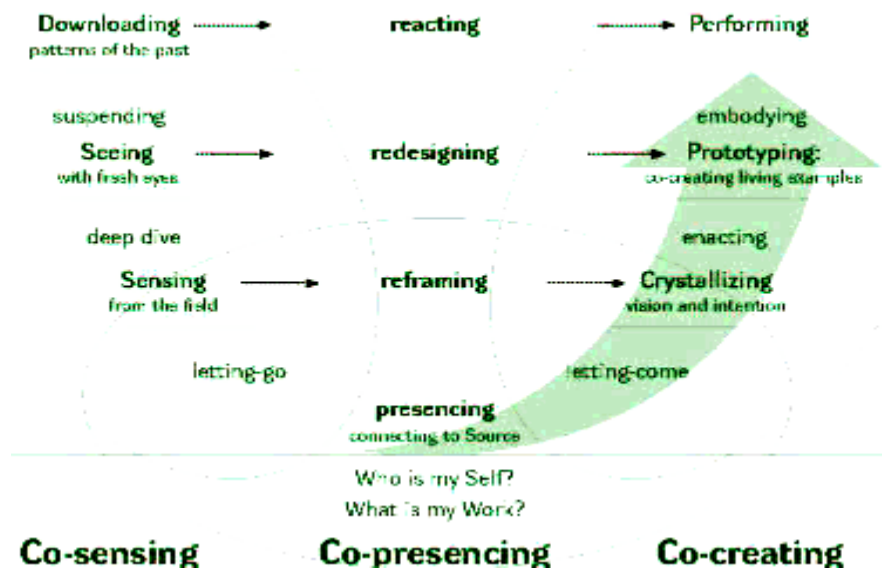 Downloading reacting Performing
patterns of the past
suspending embodying
Seeing redesigning Prototyping:
with fresh eyes co-creating living examples
deep dive enacting
Sensing reframing Crystallizing
from the field vision and intention
letting-go letting-come
presencing
connecting to Source
Who is my Self?
What is my Work?
Co-sensing Co-presencing Co-creating